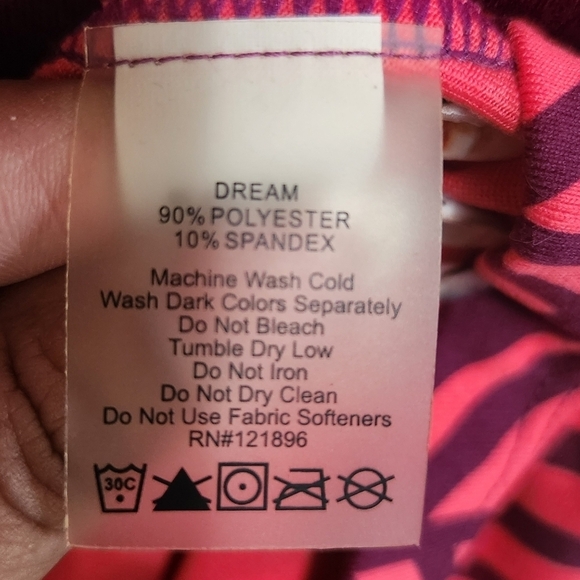 DREAM
90% POLYESTER
10% SPANDEX
Machine Wash Cold
Wash Dark Colors Separately
Do Not Bleach
Tumble Dry Low
Do Not Iron
Do Not Dry Clean
Do Not Use Fabric Softeners
RN#121896
30C